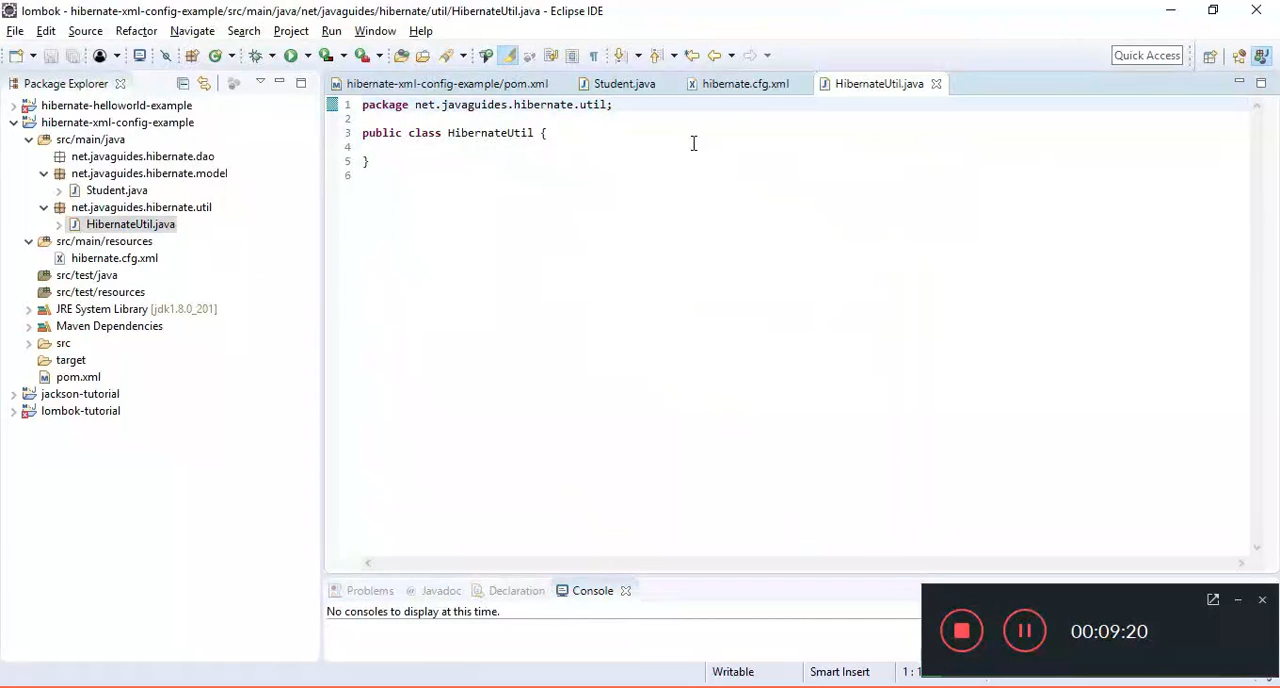 lombok - hibernate-xml-config-example/src/main/java/net/javaguides/hibernate/util/HibernateUtil.java - Eclipse IDE
File Edit Source Refactor Navigate Search Project Run Window Help
Quick Access
Package Explorer
hibernate-helloworld-example
hibernate-xml-config-example
src/main/java
net.javaguides.hibernate.dao
net.javaguides.hibernate.model
Student.java
net.javaguides.hibernate.util
HibernateUtil.java
src/main/resources
hibernate.cfg.xml
src/test/java
src/test/resources
JRE System Library [jdk1.8.0_201]
Maven Dependencies
src
target
pom.xml
jackson-tutorial
lombok-tutorial
hibernate-xml-config-example/pom.xml Student.java hibernate.cfg.xml HibernateUtil.java
1 package net.javaguides.hibernate.util;
2
3 public class HibernateUtil {
4
5 }
6
Problems Javadoc Declaration Console
No consoles to display at this time.
00:09:20
Writable Smart Insert